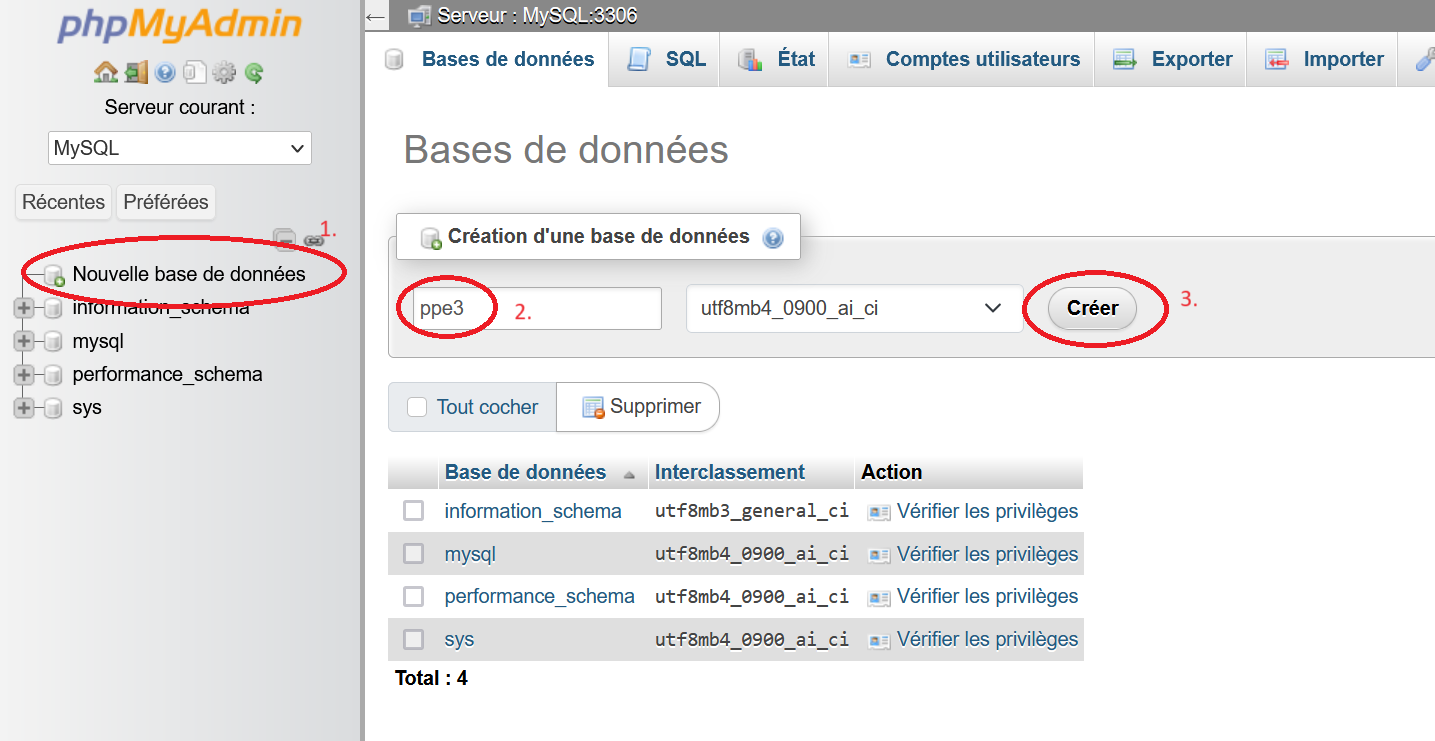 phpMyAdmin
Serveur courant :
MySQL
Récentes Préférées
1.
Nouvelle base de données
information_schema
mysql
performance_schema
sys
Serveur : MySQL:3306
Bases de données SQL État Comptes utilisateurs Exporter Importer
Bases de données
Création d'une base de données
ppe3 2. utf8mb4_0900_ai_ci Créer 3.
Tout cocher Supprimer
Base de données Interclassement Action
information_schema utf8mb3_general_ci Vérifier les privilèges
mysql utf8mb4_0900_ai_ci Vérifier les privilèges
performance_schema utf8mb4_0900_ai_ci Vérifier les privilèges
sys utf8mb4_0900_ai_ci Vérifier les privilèges
Total : 4